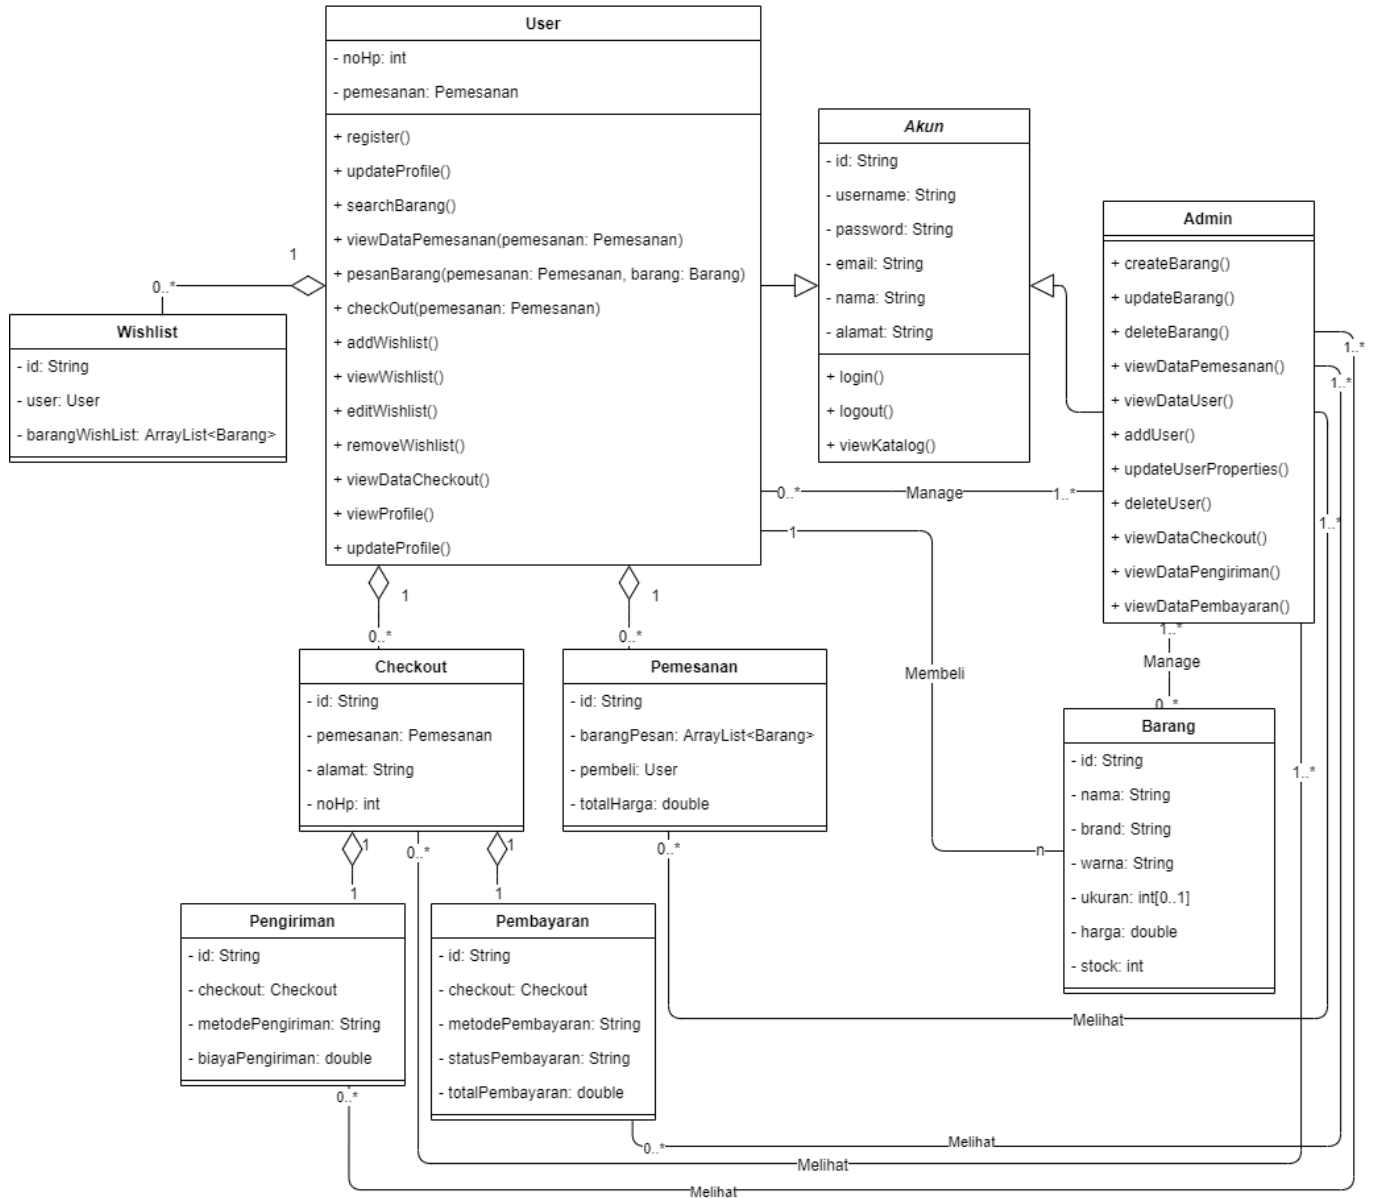 User
- noHp: int
- pemesanan: Pemesanan
+ register()
+ updateProfile()
+ searchBarang()
+ viewDataPemesanan(pemesanan: Pemesanan)
+ pesanBarang(pemesanan: Pemesanan, barang: Barang)
+ checkOut(pemesanan: Pemesanan)
+ addWishlist()
+ viewWishlist()
+ editWishlist()
+ removeWishlist()
+ viewDataCheckout()
+ viewProfile()
+ updateProfile()
Akun
- id: String
- username: String
- password: String
- email: String
- nama: String
- alamat: String
+ login()
+ logout()
+ viewKatalog()
Admin
+ createBarang()
+ updateBarang()
+ deleteBarang()
+ viewDataPemesanan()
+ viewDataUser()
+ addUser()
+ updateUserProperties()
+ deleteUser()
+ viewDataCheckout()
+ viewDataPengiriman()
+ viewDataPembayaran()
1
0..*
Wishlist
- id: String
- user: User
- barangWishList: ArrayList<Barang>
0..*
Manage
1..*
1
Membeli
n
1..*
1..*
1..*
1..*
1..*
Manage
0..*
1
0..*
1
0..*
Checkout
- id: String
- pemesanan: Pemesanan
- alamat: String
- noHp: int
Pemesanan
- id: String
- barangPesan: ArrayList<Barang>
- pembeli: User
- totalHarga: double
Barang
- id: String
- nama: String
- brand: String
- warna: String
- ukuran: int[0..1]
- harga: double
- stock: int
1
1
0..*
1
1
0..*
Pengiriman
- id: String
- checkout: Checkout
- metodePengiriman: String
- biayaPengiriman: double
Pembayaran
- id: String
- checkout: Checkout
- metodePembayaran: String
- statusPembayaran: String
- totalPembayaran: double
Melihat
0..*
0..*
Melihat
Melihat
Melihat